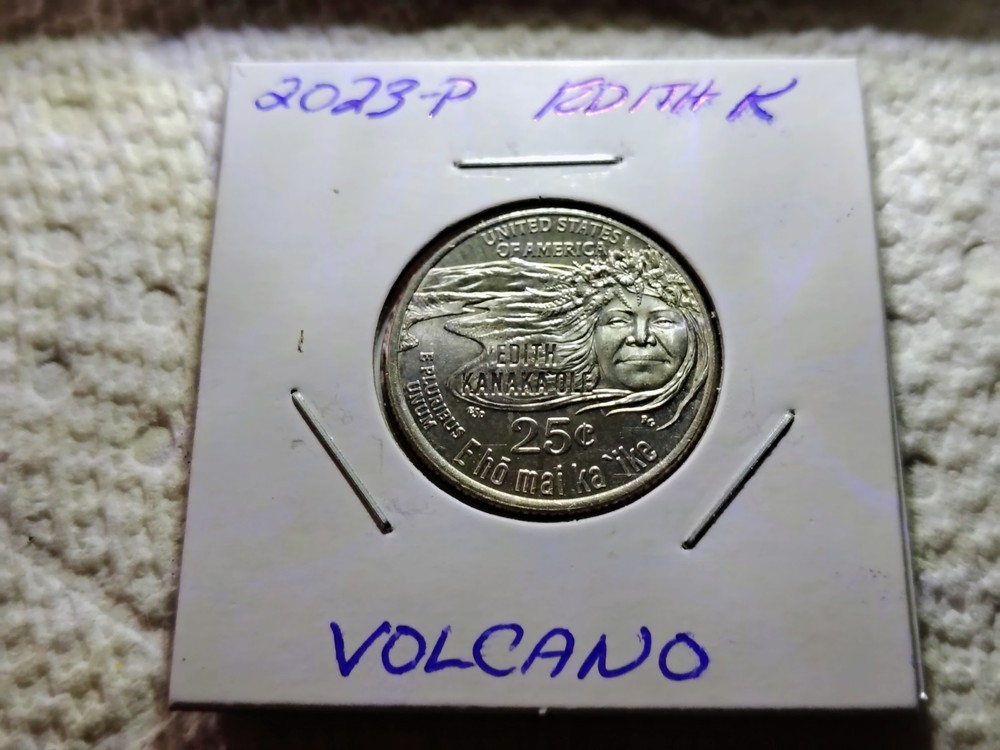 2023-P EDITH K
UNITED STATES
OF AMERICA
EDITH
KANAKAʻOLE
E PLURIBUS
UNUM
25¢
E hō mai ka ʻike
VOLCANO